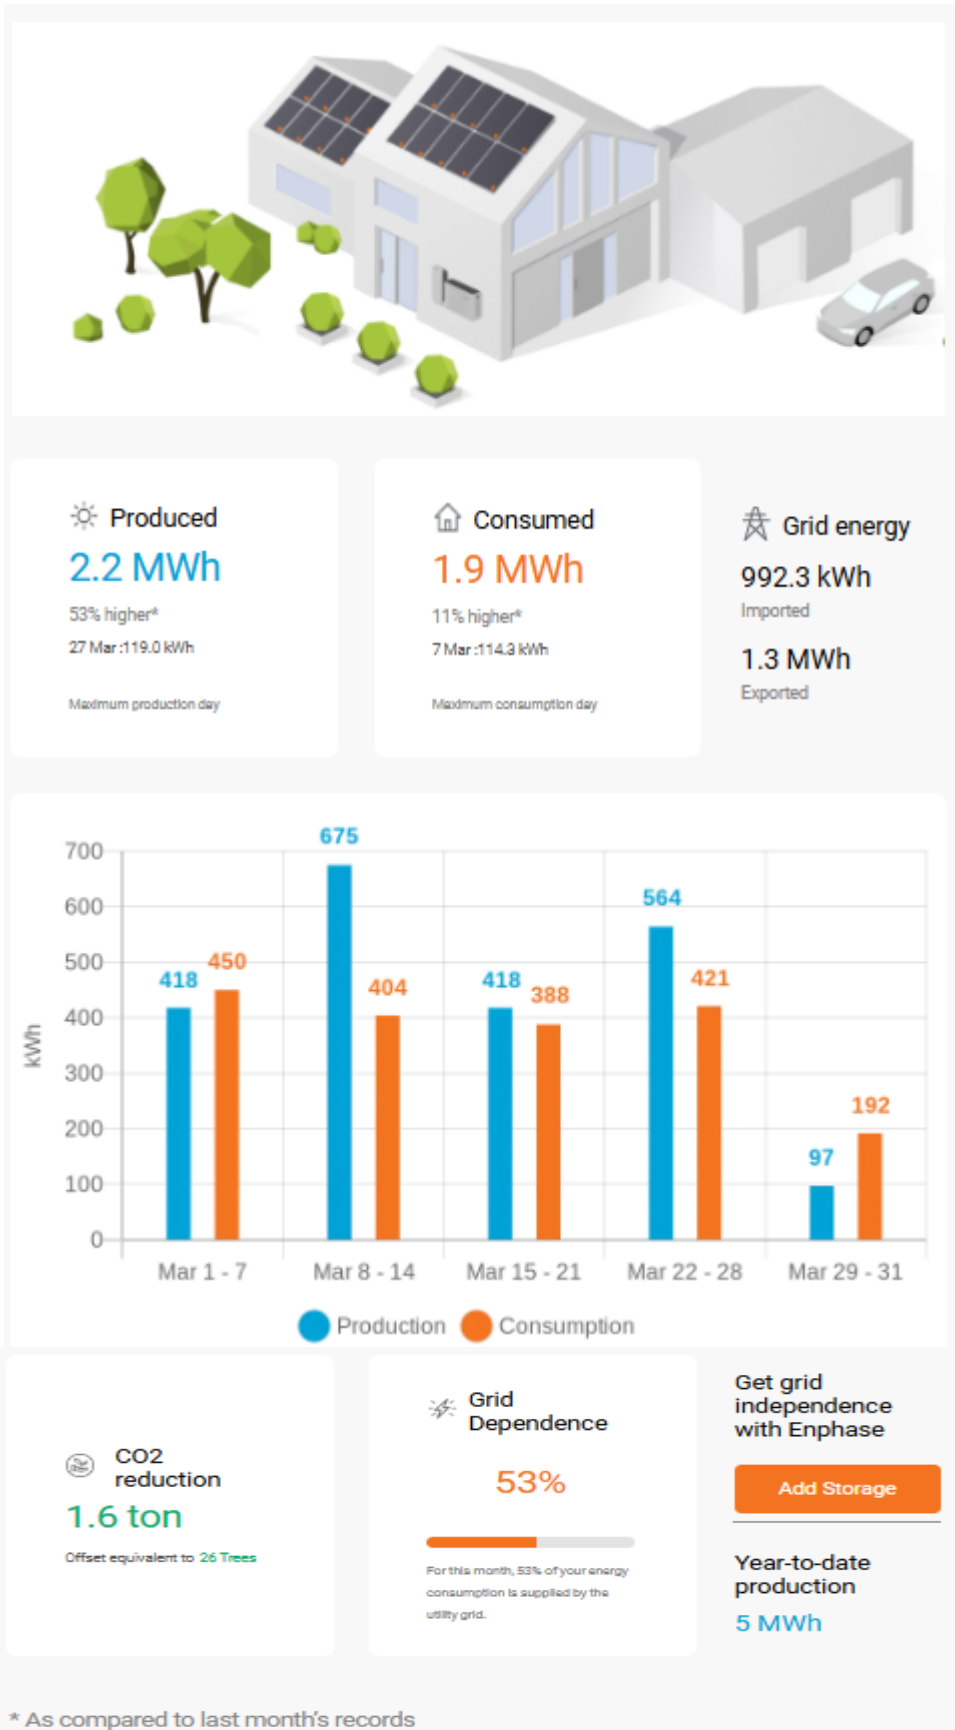 Produced
2.2 MWh
53% higher*
27 Mar :119.0 kWh
Maximum production day
Consumed
1.9 MWh
11% higher*
7 Mar :114.3 kWh
Maximum consumption day
Grid energy
992.3 kWh
Imported
1.3 MWh
Exported
700
600
500
400
300
200
100
0
kWh
418
450
675
404
418
388
564
421
97
192
Mar 1 - 7
Mar 8 - 14
Mar 15 - 21
Mar 22 - 28
Mar 29 - 31
Production
Consumption
CO2
reduction
1.6 ton
Offset equivalent to 26 Trees
Grid
Dependence
53%
For this month, 53% of your energy
consumption is supplied by the
utility grid.
Get grid
independence
with Enphase
Add Storage
Year-to-date
production
5 MWh
* As compared to last month's records